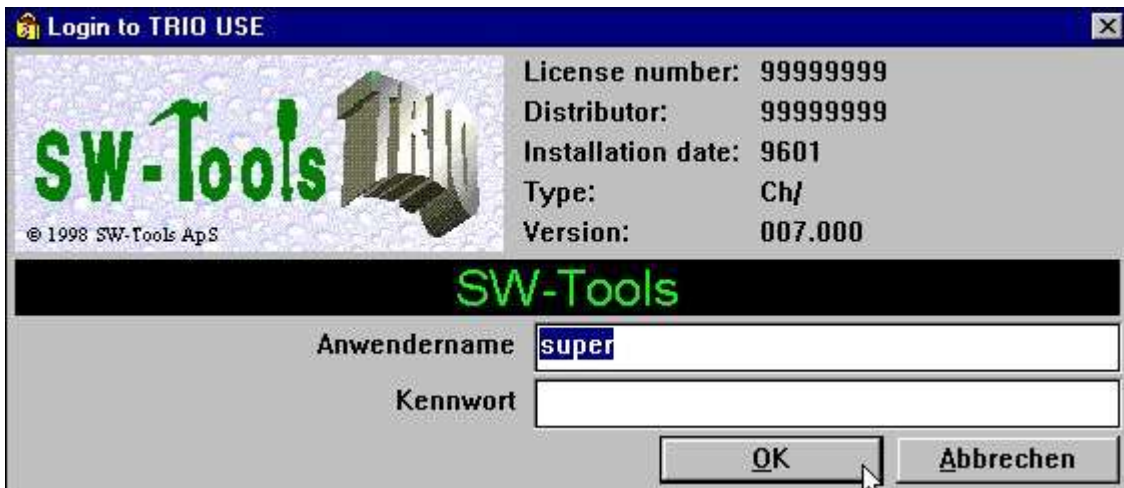 Login to TRIO USE
SW-Tools TRIO
© 1998 SW-Tools ApS
License number: 99999999
Distributor: 99999999
Installation date: 9601
Type: Ch/
Version: 007.000
SW-Tools
Anwendername super
Kennwort
OK Abbrechen